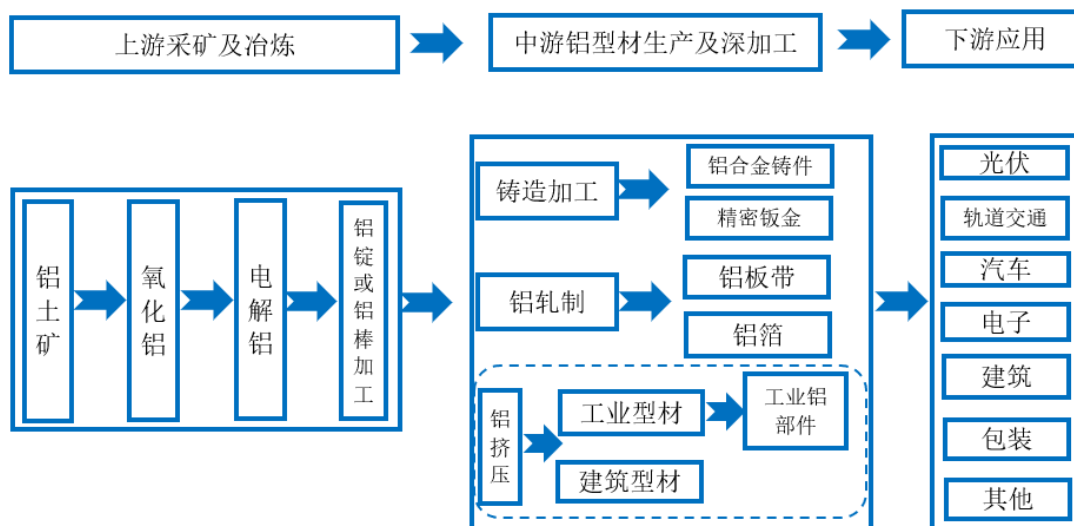 上游采矿及冶炼
中游铝型材生产及深加工
下游应用
铝土矿
氧化铝
电解铝
铝锭或铝棒加工
铸造加工
铝合金铸件
精密钣金
铝轧制
铝板带
铝箔
铝挤压
工业型材
工业铝
部件
建筑型材
光伏
轨道交通
汽车
电子
建筑
包装
其他